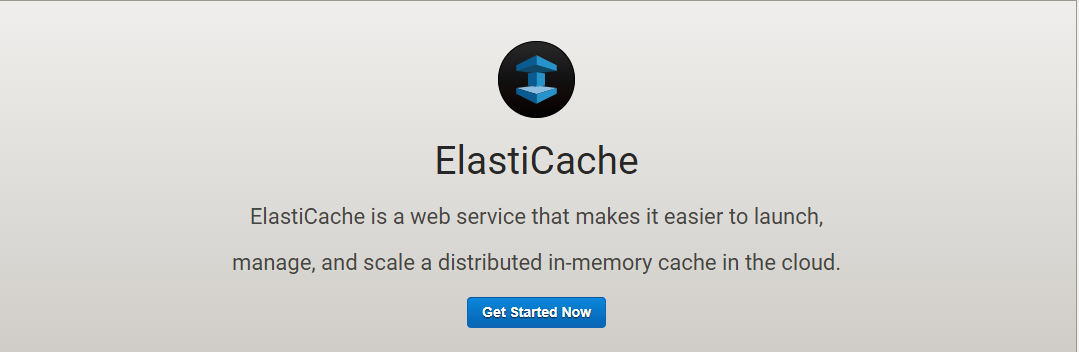 ElastiCache
ElastiCache is a web service that makes it easier to launch,
manage, and scale a distributed in-memory cache in the cloud.
Get Started Now